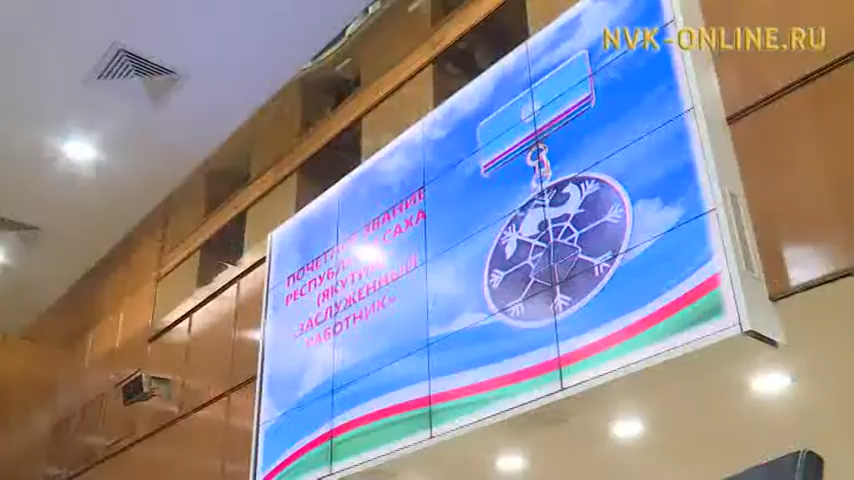 NVK-ONLINE.RU
ПОЧЕТНОЕ ЗВАНИЕ
РЕСПУБЛИКИ САХА
(ЯКУТИЯ)
ЗАСЛУЖЕННЫЙ
РАБОТНИК»